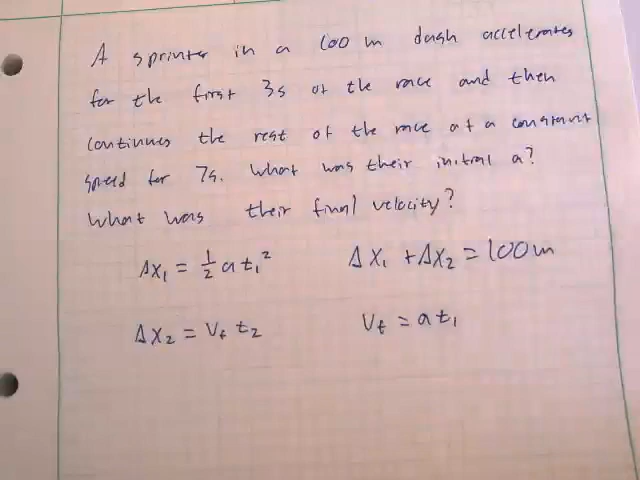 A sprinter in a 100 m dash accelerates
for the first 3s of the race and then
continues the rest of the race at a constant
speed for 7s. What was their initial a?
What was their final velocity?
Δx₁ = ½ a t₁²
Δx₁ + Δx₂ = 100m
Δx₂ = V_f t₂
V_f = a t₁